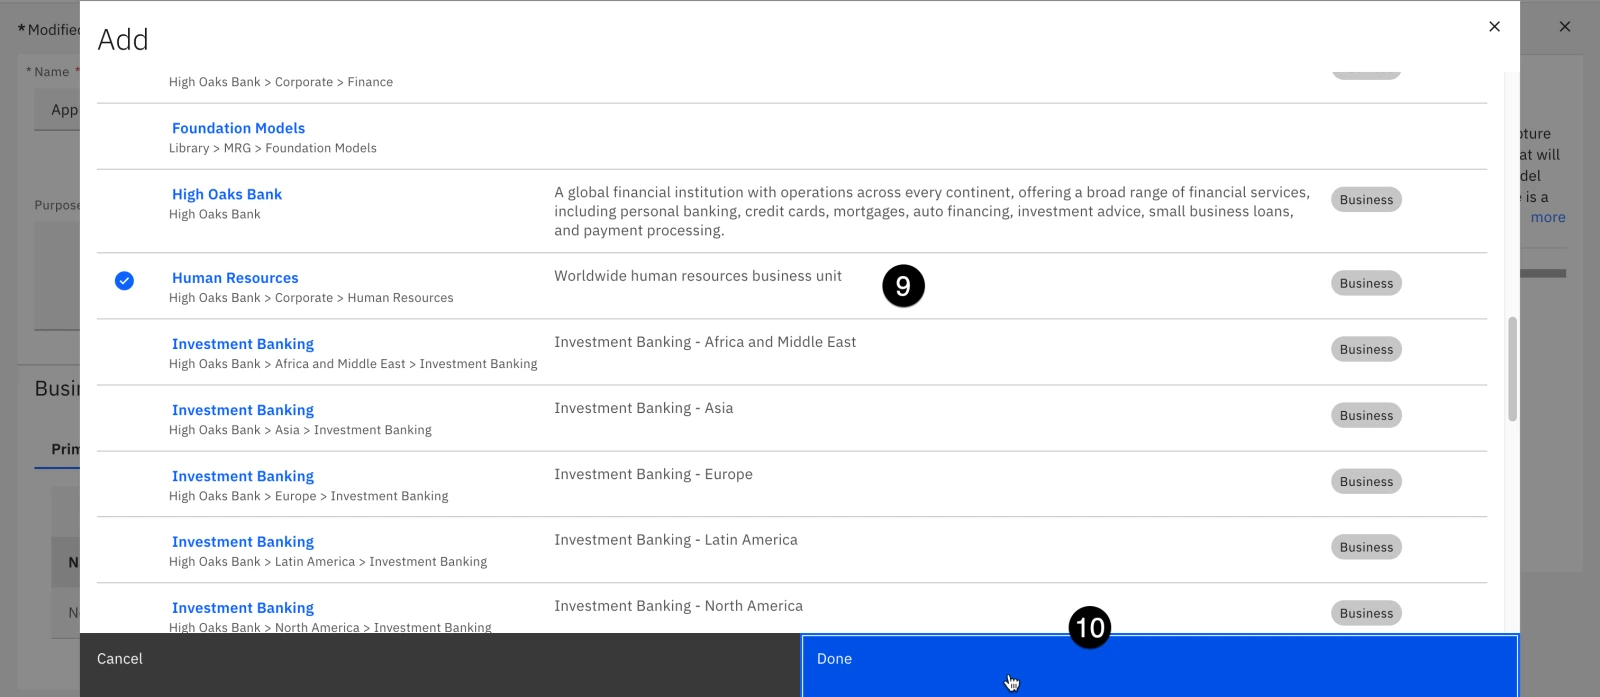 *Modified
Add
* Name *
High Oaks Bank > Corporate > Finance
App
Foundation Models
Library > MRG > Foundation Models
at will
High Oaks Bank
High Oaks Bank
A global financial institution with operations across every continent, offering a broad range of financial services,
including personal banking, credit cards, mortgages, auto financing, investment advice, small business loans,
and payment processing.
Business
is a
more
Purpose
Human Resources
High Oaks Bank > Corporate > Human Resources
Worldwide human resources business unit
9
Business
Investment Banking
High Oaks Bank > Africa and Middle East > Investment Banking
Investment Banking - Africa and Middle East
Business
Busin
Investment Banking
High Oaks Bank > Asia > Investment Banking
Investment Banking - Asia
Business
Prim
Investment Banking
High Oaks Bank > Europe > Investment Banking
Investment Banking - Europe
Business
Investment Banking
High Oaks Bank > Latin America > Investment Banking
Investment Banking - Latin America
Business
Investment Banking
High Oaks Bank > North America > Investment Banking
Investment Banking - North America
Business
10
Cancel
Done